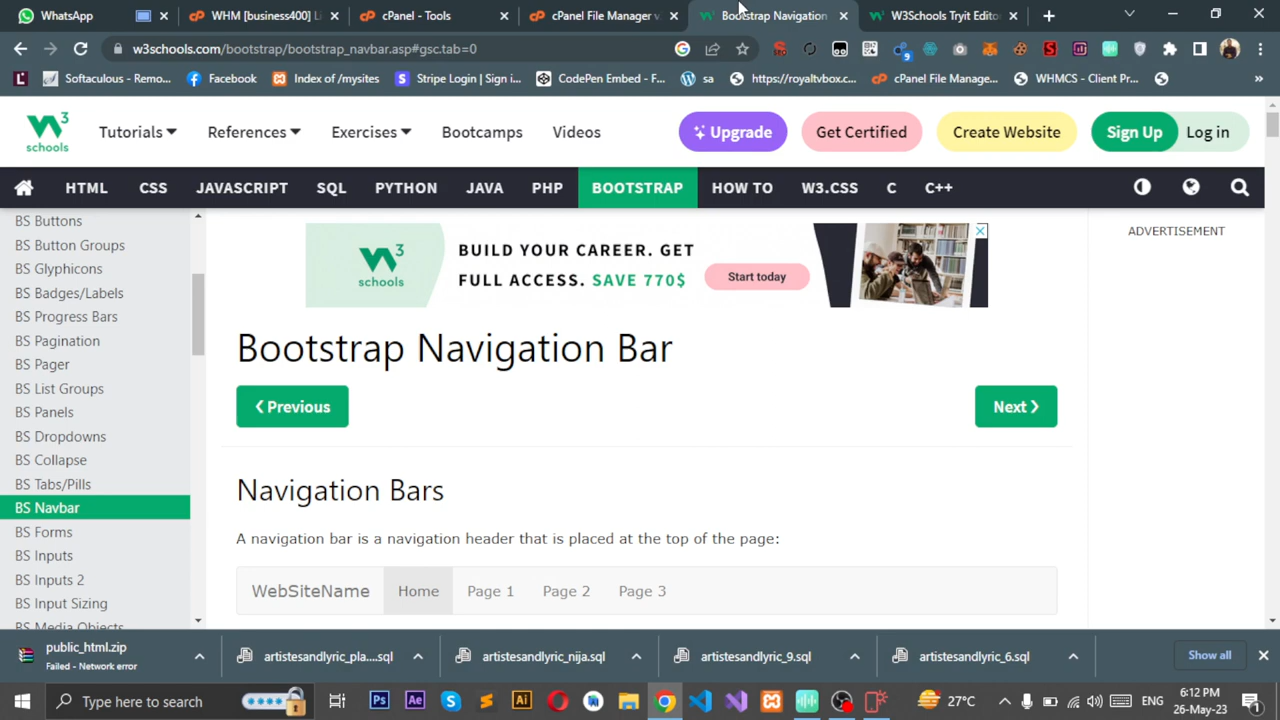 WhatsApp
WHM [business400] Li
cPanel - Tools
cPanel File Manager v
Bootstrap Navigation
W3Schools Tryit Edito
w3schools.com/bootstrap/bootstrap_navbar.asp#gsc.tab=0
9
Softaculous - Remo...
Facebook
Index of /mysites
Stripe Login | Sign i...
CodePen Embed - F...
sa
https://royaltvbox.c...
cPanel File Manage...
WHMCS - Client Pr...
»
W3 schools
Tutorials
References
Exercises
Bootcamps
Videos
Upgrade
Get Certified
Create Website
Sign Up
Log in
HTML
CSS
JAVASCRIPT
SQL
PYTHON
JAVA
PHP
BOOTSTRAP
HOW TO
W3.CSS
C
C++
BS Buttons
BS Button Groups
BS Glyphicons
BS Badges/Labels
BS Progress Bars
BS Pagination
BS Pager
BS List Groups
BS Panels
BS Dropdowns
BS Collapse
BS Tabs/Pills
BS Navbar
BS Forms
BS Inputs
BS Inputs 2
BS Input Sizing
BS Media Objects
W3 schools
BUILD YOUR CAREER. GET
FULL ACCESS. SAVE 770$
Start today
ADVERTISEMENT
Bootstrap Navigation Bar
❮ Previous
Next ❯
Navigation Bars
A navigation bar is a navigation header that is placed at the top of the page:
WebSiteName
Home
Page 1
Page 2
Page 3
public_html.zip
Failed - Network error
artistesandlyric_pla....sql
artistesandlyric_nija.sql
artistesandlyric_9.sql
artistesandlyric_6.sql
Show all
Type here to search
27°C
ENG
6:12 PM
26-May-23